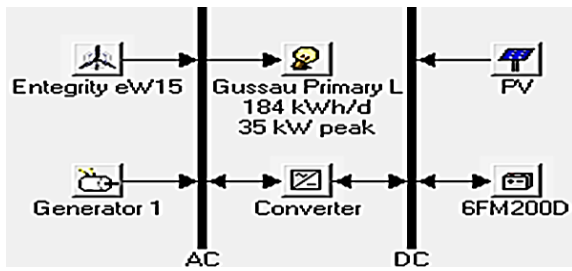 Entegrity eW15
Gussau Primary L
184 kWh/d
35 kW peak
PV
Generator 1
Converter
6FM200D
AC
DC